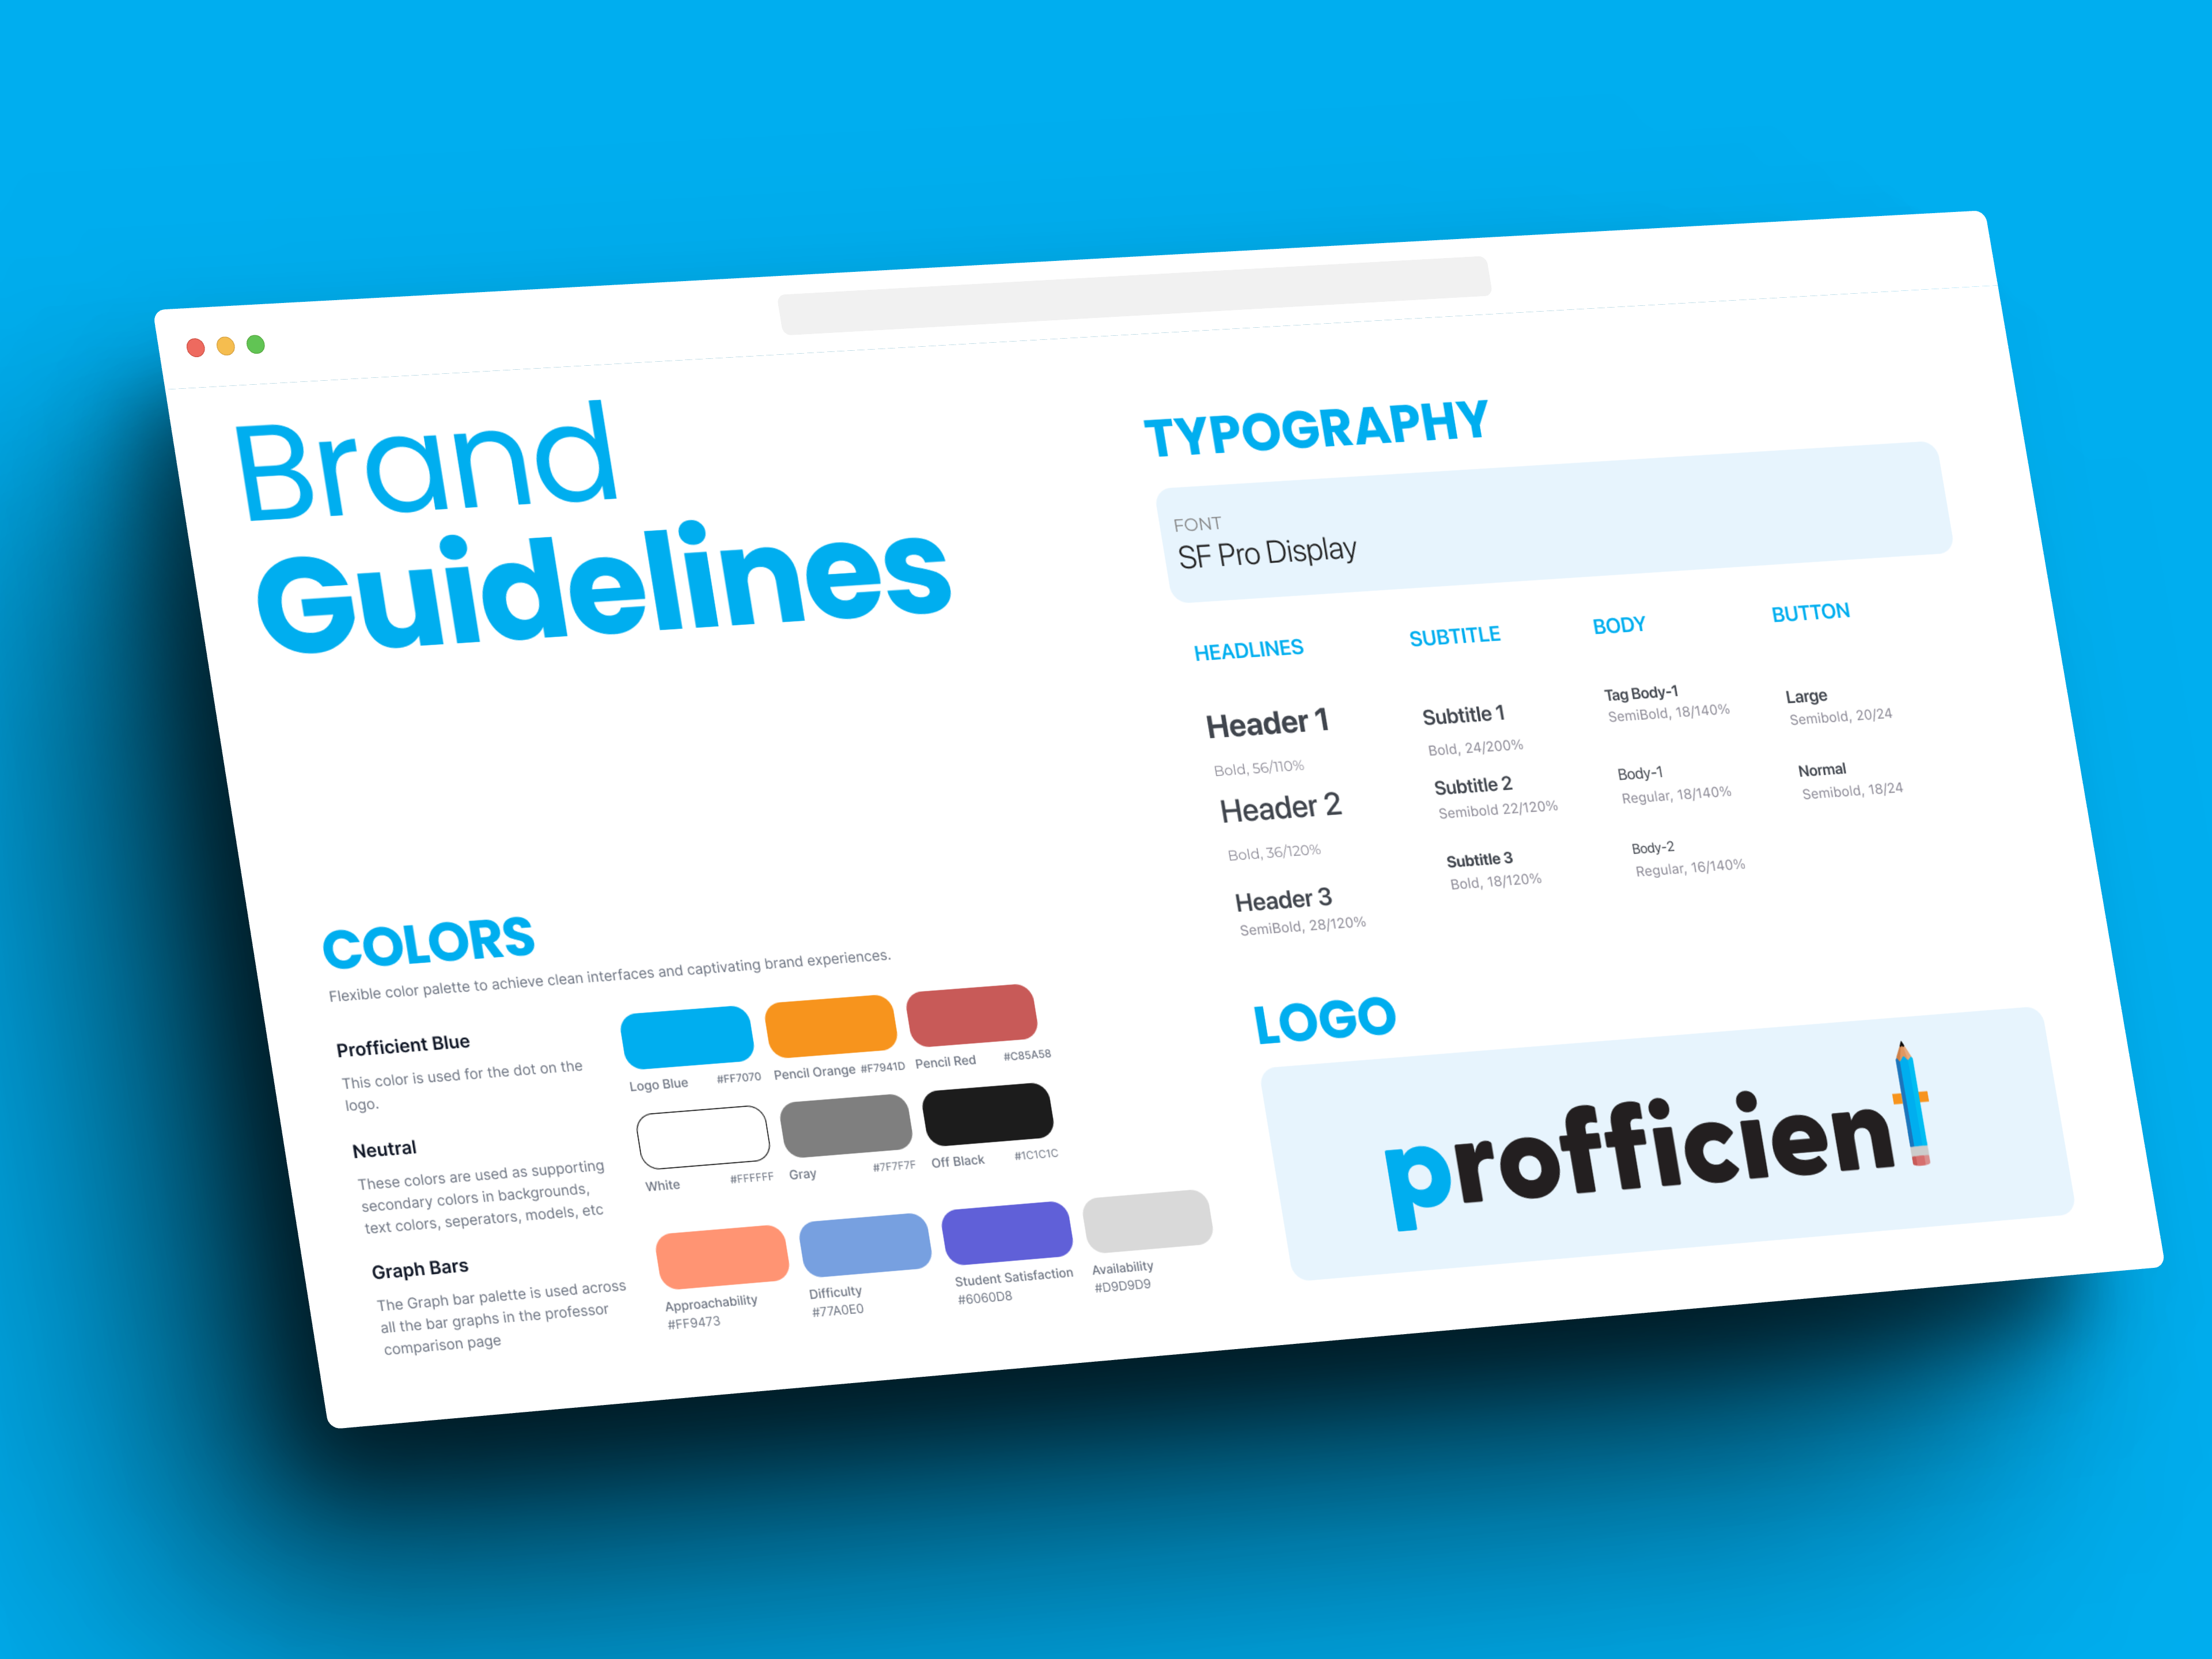 Brand
Guidelines
COLORS
Flexible color palette to achieve clean interfaces and captivating brand experiences.
Profficient Blue
This color is used for the dot on the
logo.
Logo Blue #FF7070
Pencil Orange #F7941D
Pencil Red #C85A58
Neutral
These colors are used as supporting
secondary colors in backgrounds,
text colors, seperators, models, etc
White #FFFFFF
Gray #7F7F7F
Off Black #1C1C1C
Graph Bars
The Graph bar palette is used across
all the bar graphs in the professor
comparison page
Approachability
#FF9473
Difficulty
#77A0E0
Student Satisfaction
#6060D8
Availability
#D9D9D9
TYPOGRAPHY
FONT
SF Pro Display
HEADLINES
Header 1
Bold, 56/110%
Header 2
Bold, 36/120%
Header 3
SemiBold, 28/120%
SUBTITLE
Subtitle 1
Bold, 24/200%
Subtitle 2
Semibold 22/120%
Subtitle 3
Bold, 18/120%
BODY
Tag Body-1
SemiBold, 18/140%
Body-1
Regular, 18/140%
Body-2
Regular, 16/140%
BUTTON
Large
Semibold, 20/24
Normal
Semibold, 18/24
LOGO
profficient